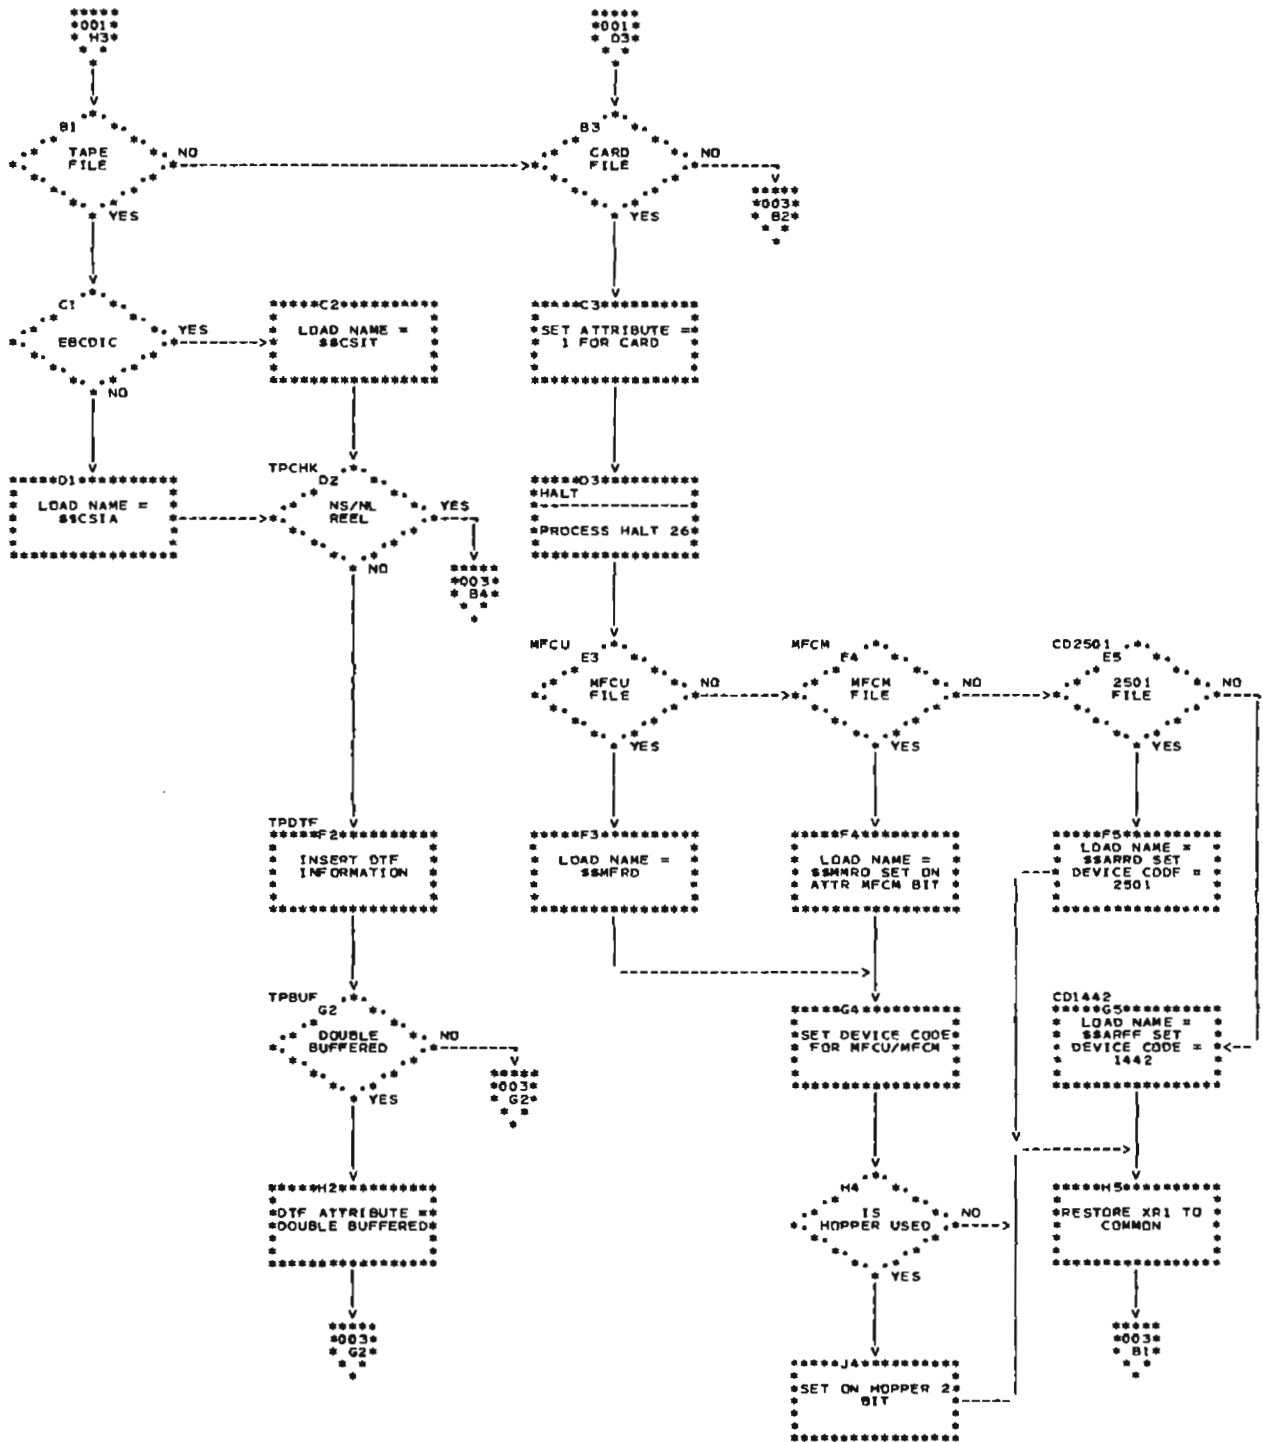 001
H3
001
D3
B1
TAPE
FILE
NO
YES
B3
CARD
FILE
NO
YES
003
B2
C1
EBCDIC
YES
NO
C2
LOAD NAME =
$$CSIT
C3
SET ATTRIBUTE =
1 FOR CARD
D1
LOAD NAME =
$$CSIA
TPCHK
D2
NS/NL
REEL
YES
NO
003
B4
D3
HALT
PROCESS HALT 26
MFCU
E3
MFCU
FILE
NO
YES
MFCM
E4
MFCM
FILE
NO
YES
CD2501
E5
2501
FILE
NO
YES
TPDTF
F2
INSERT DTF
INFORMATION
F3
LOAD NAME =
$$MFRD
F4
LOAD NAME =
$$MMRD SET ON
ATTR MFCM BIT
F5
LOAD NAME =
$$ARRD SET
DEVICE CODE =
2501
TPBUF
G2
DOUBLE
BUFFERED
NO
YES
003
G2
G4
SET DEVICE CODE
FOR MFCU/MFCM
CD1442
G5
LOAD NAME =
$$ARFF SET
DEVICE CODE =
1442
H2
DTF ATTRIBUTE =
DOUBLE BUFFERED
H4
IS
HOPPER USED
NO
YES
H5
RESTORE XR1 TO
COMMON
003
G2
003
B1
J4
SET ON HOPPER 2
BIT